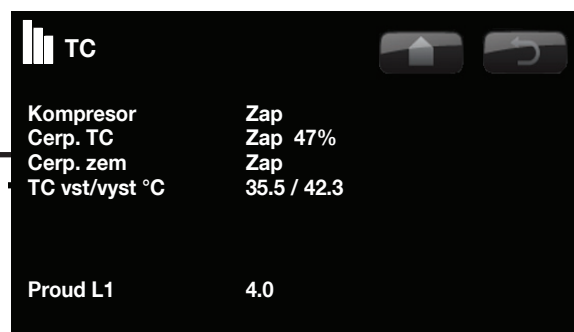 TC
Kompresor Zap
Cerp. TC Zap 47%
Cerp. zem Zap
TC vst/vyst °C 35.5 / 42.3
Proud L1 4.0